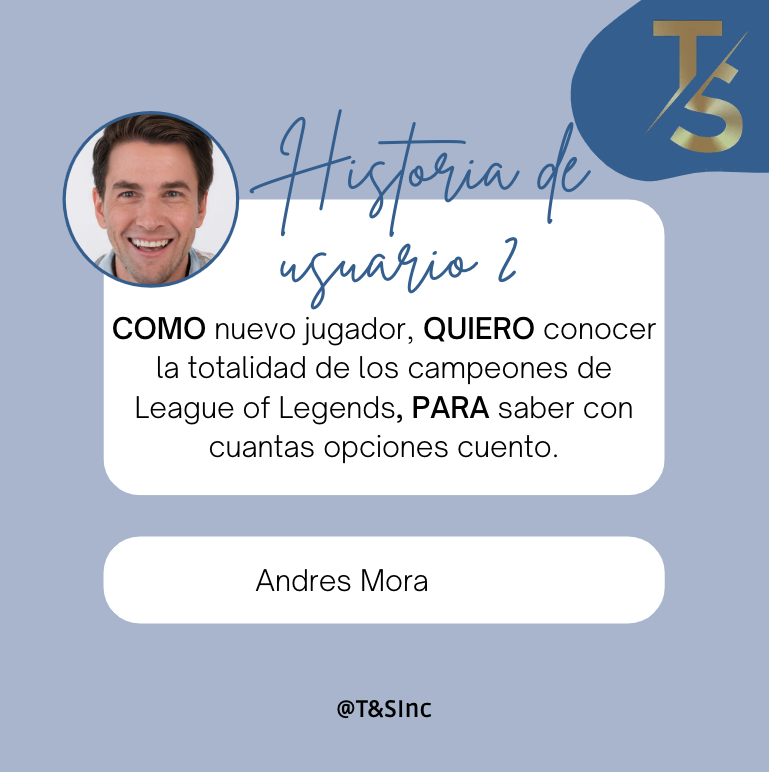 T/S
Historia de
usuario 2
COMO nuevo jugador, QUIERO conocer
la totalidad de los campeones de
League of Legends, PARA saber con
cuantas opciones cuento.
Andres Mora
@T&SInc